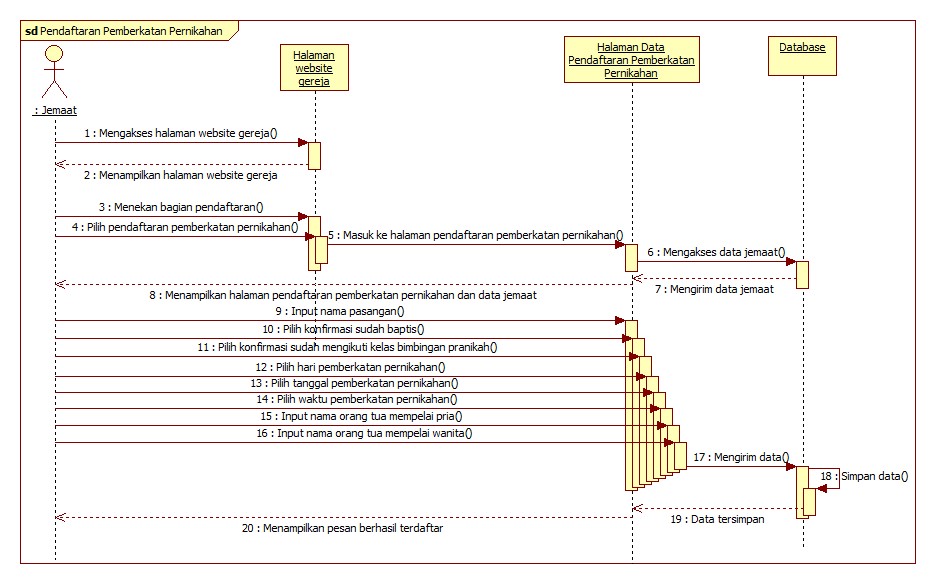 sd Pendaftaran Pemberkatan Pernikahan
: Jemaat
Halaman
website
gereja
Halaman Data
Pendaftaran Pemberkatan
Pernikahan
Database
1 : Mengakses halaman website gereja()
2 : Menampilkan halaman website gereja
3 : Menekan bagian pendaftaran()
4 : Pilih pendaftaran pemberkatan pernikahan()
5 : Masuk ke halaman pendaftaran pemberkatan pernikahan()
6 : Mengakses data jemaat()
7 : Mengirim data jemaat
8 : Menampilkan halaman pendaftaran pemberkatan pernikahan dan data jemaat
9 : Input nama pasangan()
10 : Pilih konfirmasi sudah baptis()
11 : Pilih konfirmasi sudah mengikuti kelas bimbingan pranikah()
12 : Pilih hari pemberkatan pernikahan()
13 : Pilih tanggal pemberkatan pernikahan()
14 : Pilih waktu pemberkatan pernikahan()
15 : Input nama orang tua mempelai pria()
16 : Input nama orang tua mempelai wanita()
17 : Mengirim data()
18 : Simpan data()
19 : Data tersimpan
20 : Menampilkan pesan berhasil terdaftar